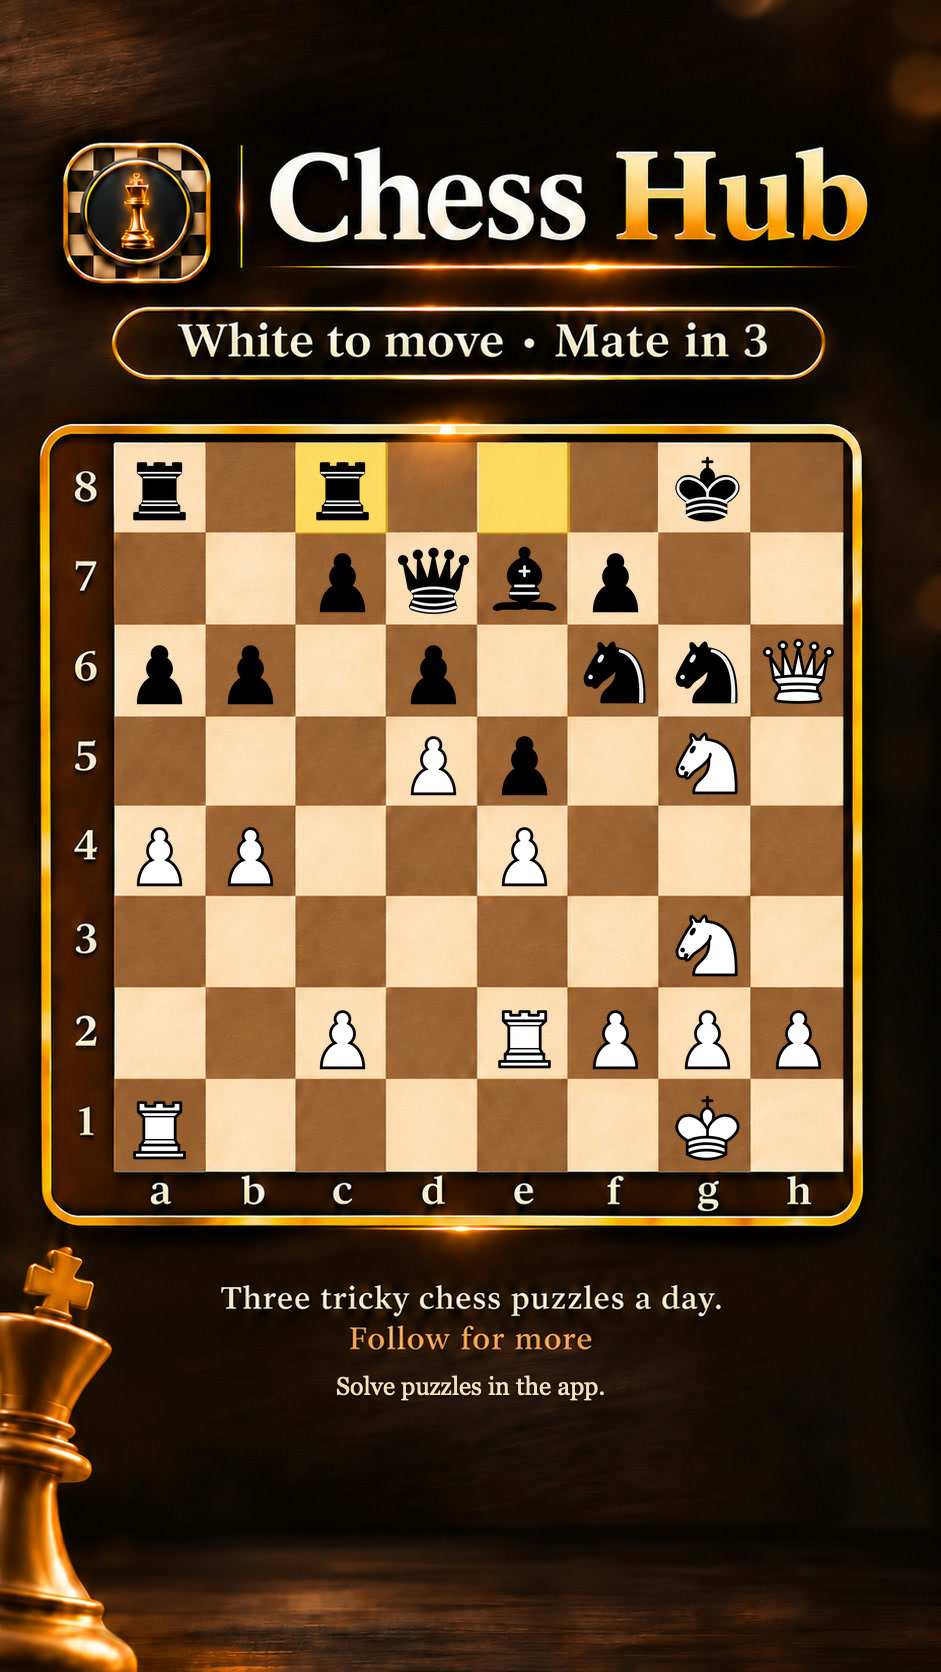 Chess Hub
White to move • Mate in 3
8
7
6
5
4
3
2
1
a b c d e f g h
Three tricky chess puzzles a day.
Follow for more
Solve puzzles in the app.